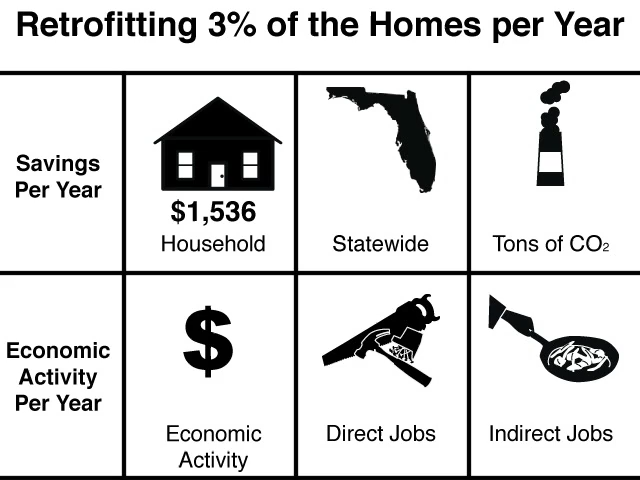 Retrofitting 3% of the Homes per Year
Savings
Per Year
$1,536
Household
Statewide
Tons of CO₂
Economic
Activity
Per Year
$
Economic
Activity
Direct Jobs
Indirect Jobs